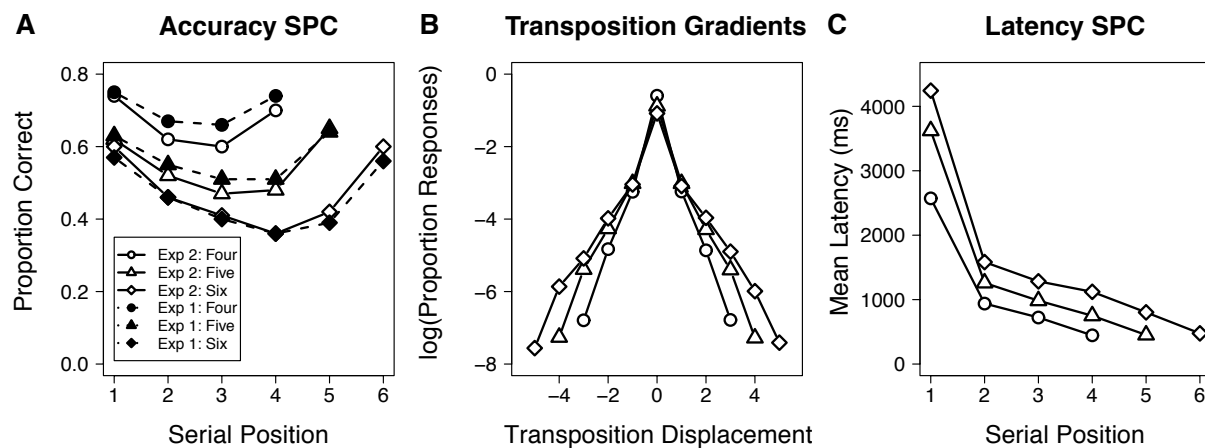 A Accuracy SPC
Proportion Correct
0.8
0.6
0.4
0.2
0.0
Exp 2: Four
Exp 2: Five
Exp 2: Six
Exp 1: Four
Exp 1: Five
Exp 1: Six
1 2 3 4 5 6
Serial Position
B Transposition Gradients
log(Proportion Responses)
0
−2
−4
−6
−8
−4 −2 0 2 4
Transposition Displacement
C Latency SPC
Mean Latency (ms)
4000
3000
2000
1000
0
1 2 3 4 5 6
Serial Position